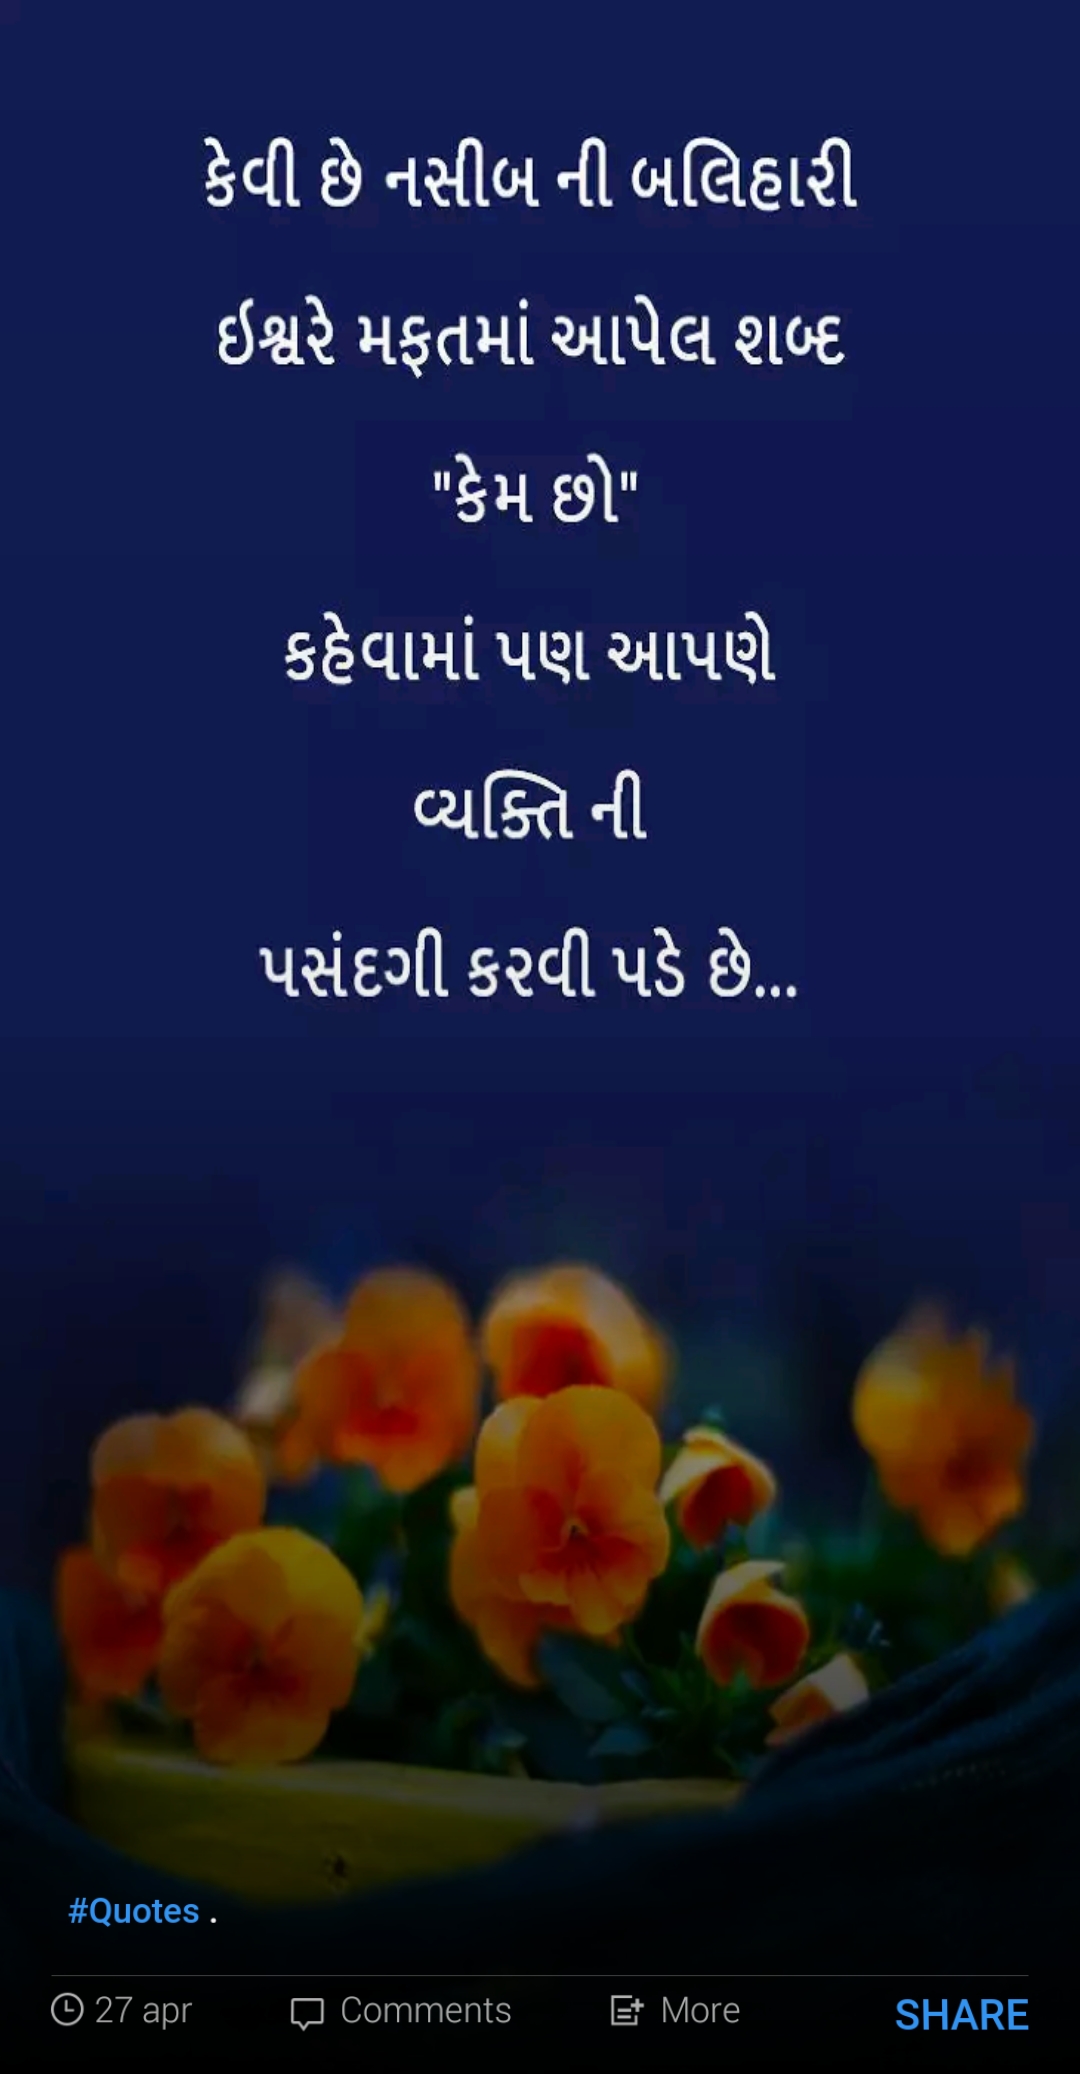 કેવી છે નસીબ ની બલિહારી
ઇશ્વરે મફતમાં આપેલ શબ્દ
"કેમ છો"
કહેવામાં પણ આપણે
વ્યક્તિ ની
પસંદગી કરવી પડે છે...
#Quotes .
27 apr Comments More SHARE